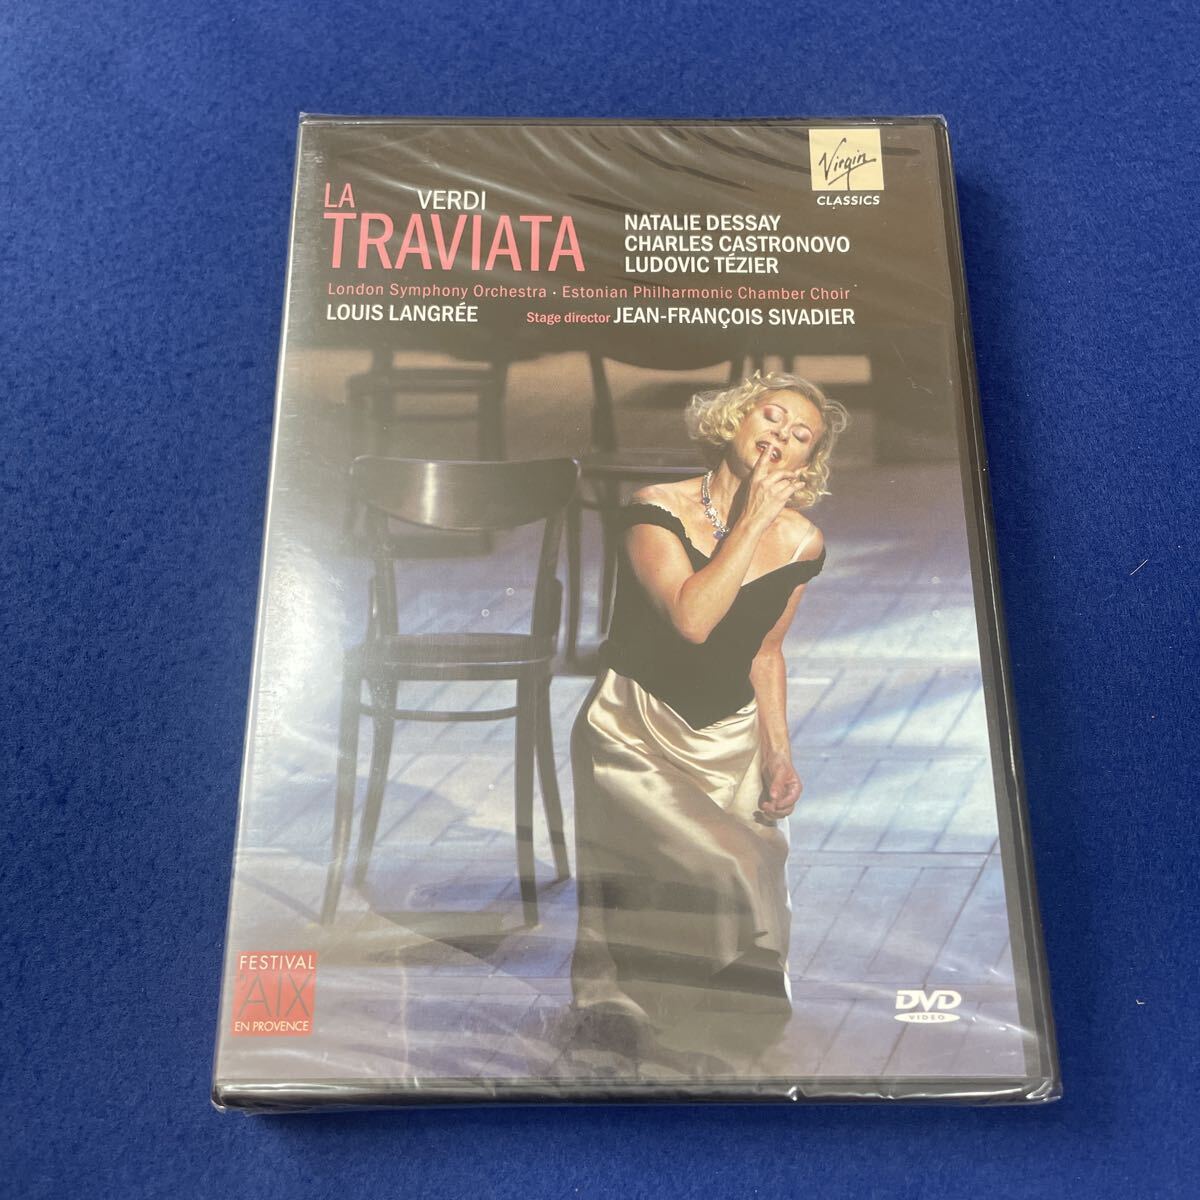 Virgin
CLASSICS
VERDI
LA
TRAVIATA
NATALIE DESSAY
CHARLES CASTRONOVO
LUDOVIC TÉZIER
London Symphony Orchestra · Estonian Philharmonic Chamber Choir
LOUIS LANGRÉE
Stage director JEAN-FRANÇOIS SIVADIER
FESTIVAL
D'AIX
EN PROVENCE
DVD
VIDEO